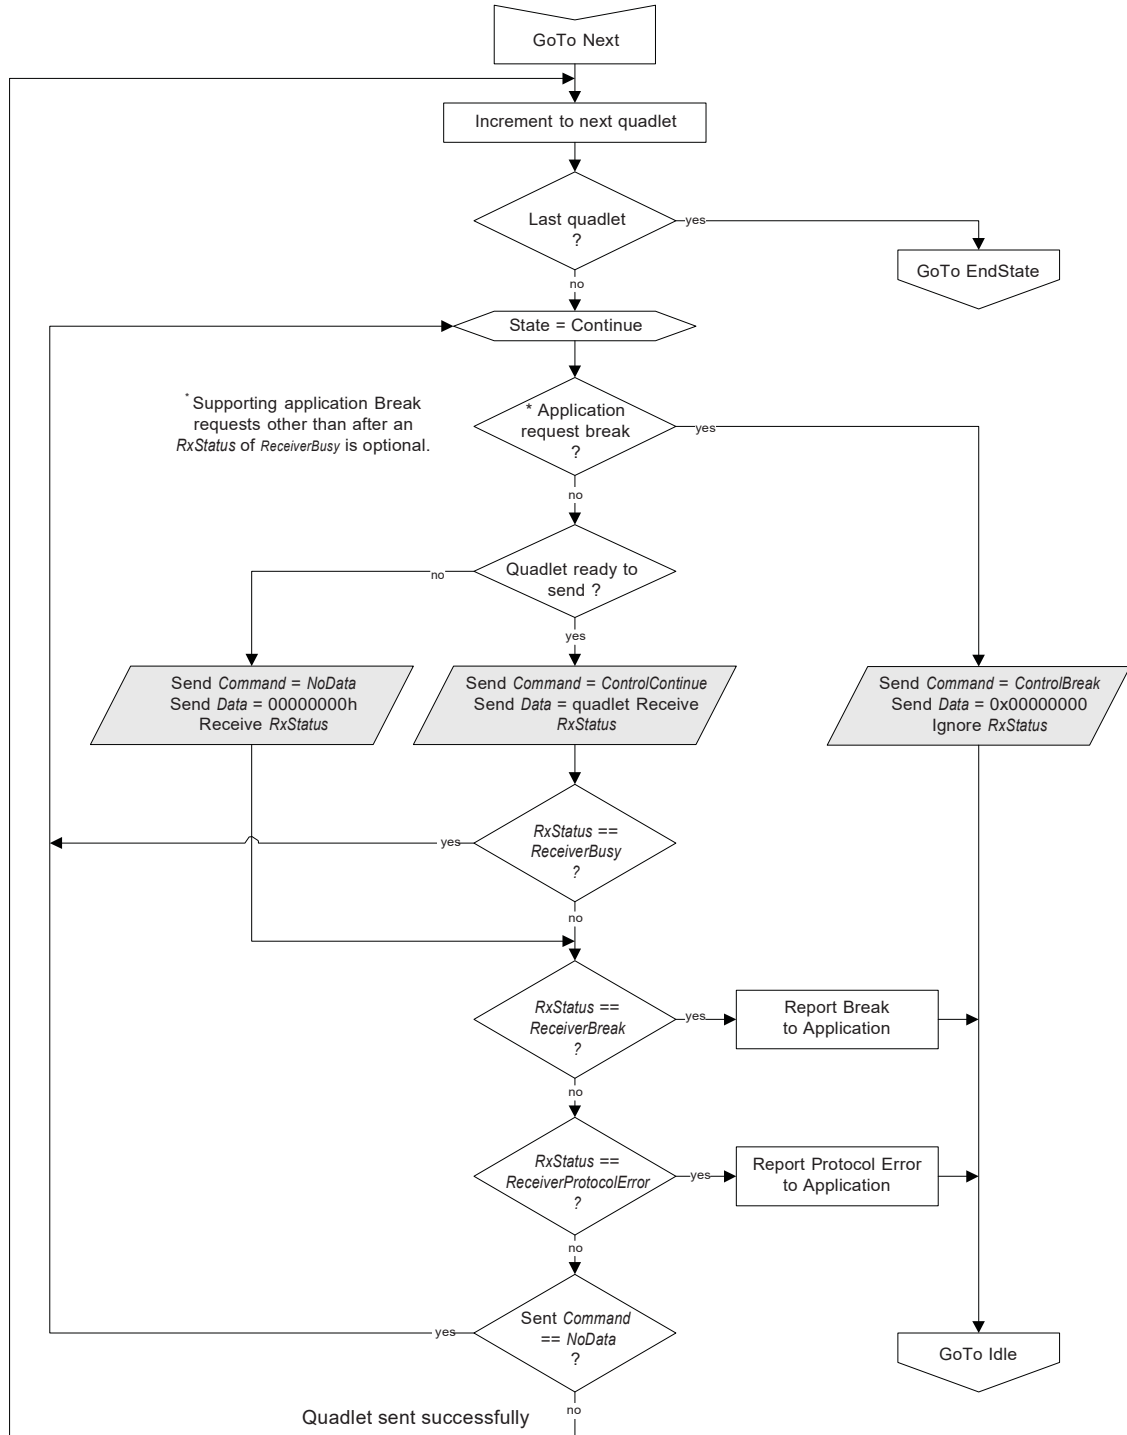 GoTo Next
Increment to next quadlet
Last quadlet
?
yes
GoTo EndState
no
State = Continue
* Supporting application Break
requests other than after an
RxStatus of ReceiverBusy is optional.
* Application
request break
?
yes
no
Quadlet ready to
send ?
no
yes
Send Command = NoData
Send Data = 00000000h
Receive RxStatus
Send Command = ControlContinue
Send Data = quadlet Receive
RxStatus
Send Command = ControlBreak
Send Data = 0x00000000
Ignore RxStatus
RxStatus ==
ReceiverBusy
?
yes
no
RxStatus ==
ReceiverBreak
?
yes
Report Break
to Application
no
RxStatus ==
ReceiverProtocolError
?
yes
Report Protocol Error
to Application
no
Sent Command
== NoData
?
yes
GoTo Idle
no
Quadlet sent successfully